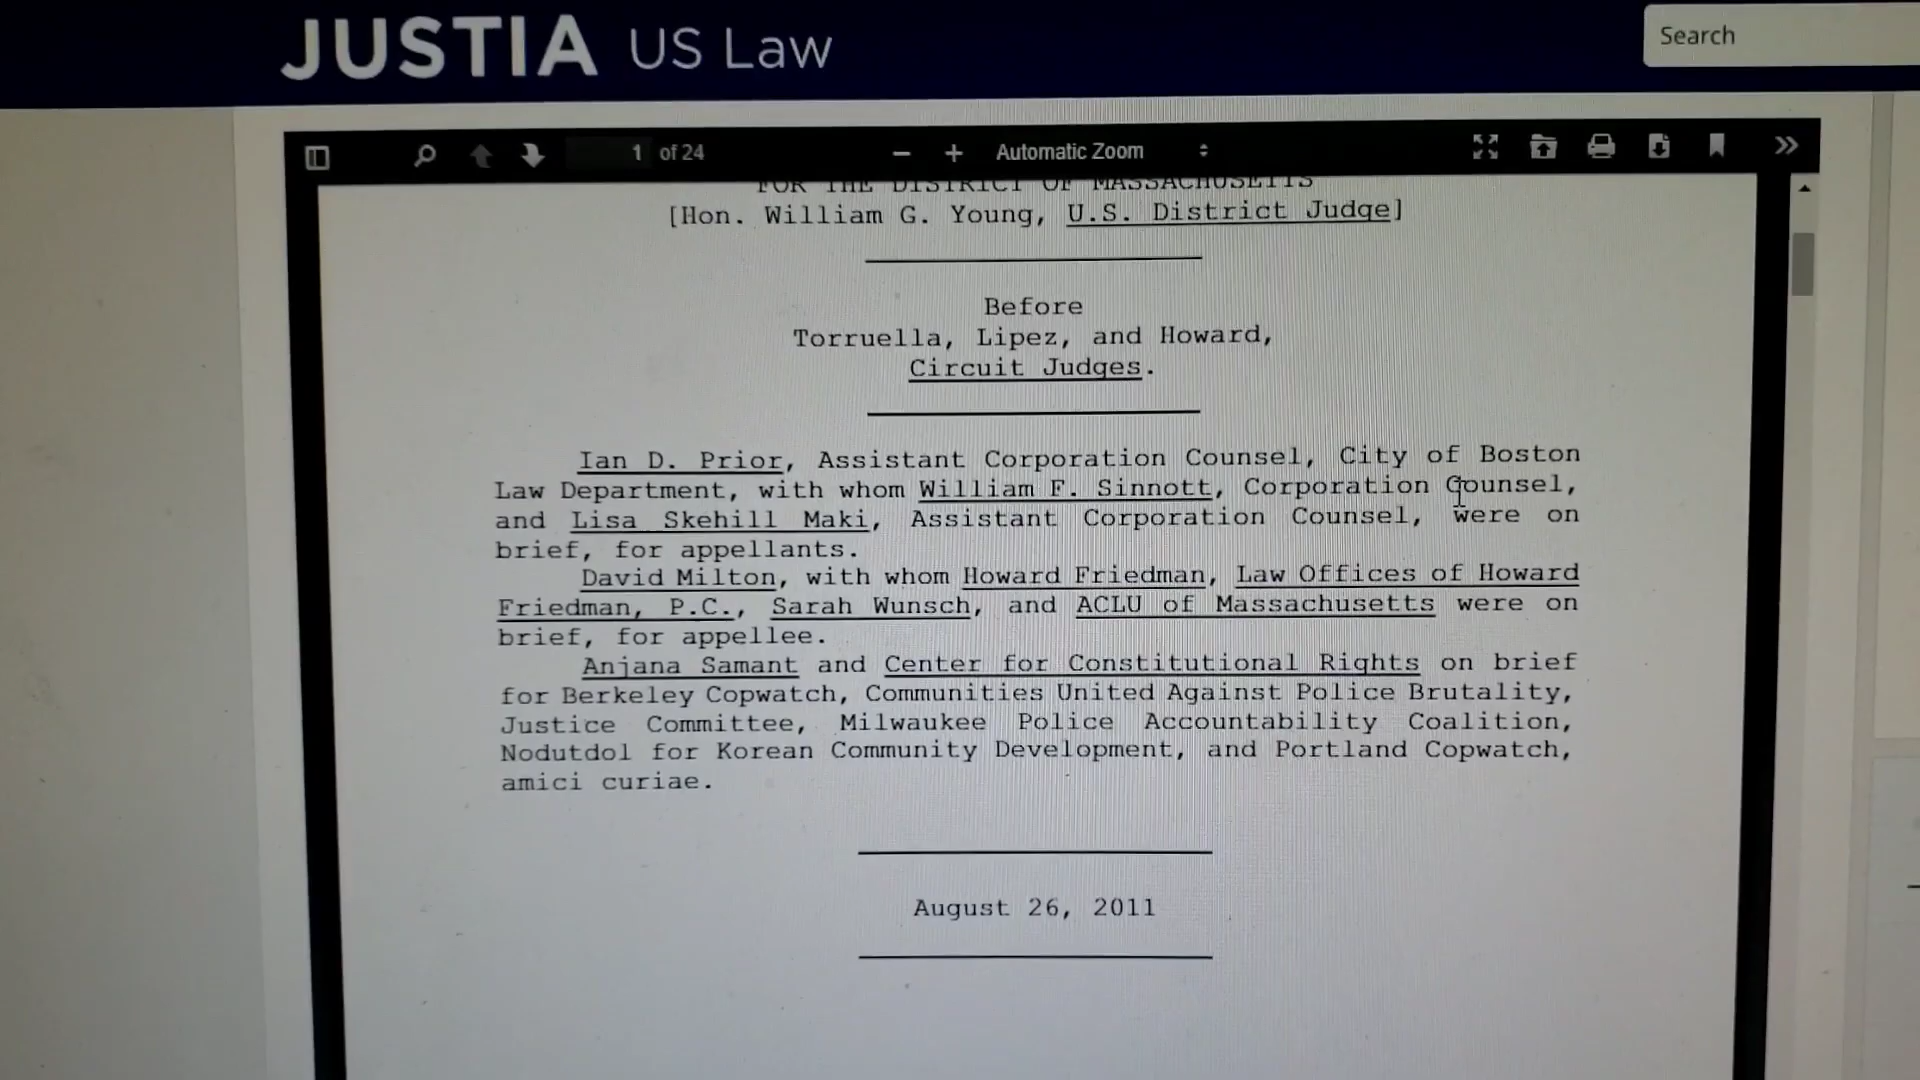 JUSTIA US Law
Search
1 of 24
Automatic Zoom
FOR THE DISTRICT OF MASSACHUSETTS
[Hon. William G. Young, U.S. District Judge]
Before
Torruella, Lipez, and Howard,
Circuit Judges.
Ian D. Prior, Assistant Corporation Counsel, City of Boston
Law Department, with whom William F. Sinnott, Corporation Counsel,
and Lisa Skehill Maki, Assistant Corporation Counsel, were on
brief, for appellants.
David Milton, with whom Howard Friedman, Law Offices of Howard
Friedman, P.C., Sarah Wunsch, and ACLU of Massachusetts were on
brief, for appellee.
Anjana Samant and Center for Constitutional Rights on brief
for Berkeley Copwatch, Communities United Against Police Brutality,
Justice Committee, Milwaukee Police Accountability Coalition,
Nodutdol for Korean Community Development, and Portland Copwatch,
amici curiae.
August 26, 2011